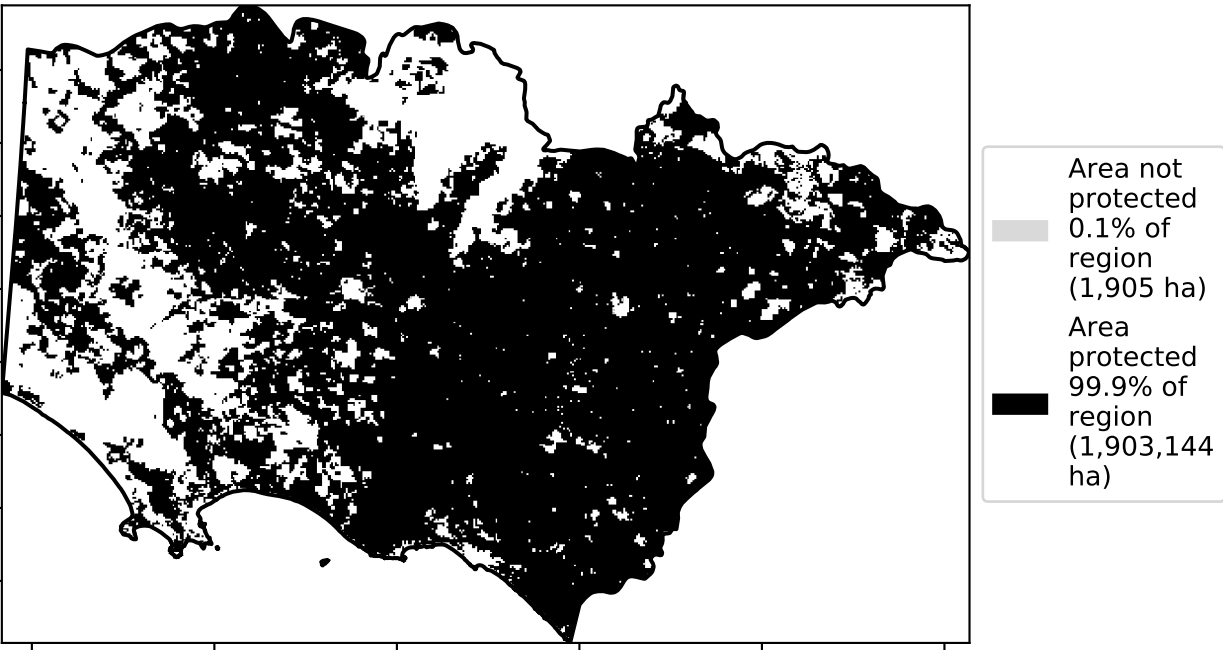 Area not
protected
0.1% of
region
(1,905 ha)
Area
protected
99.9% of
region
(1,903,144
ha)